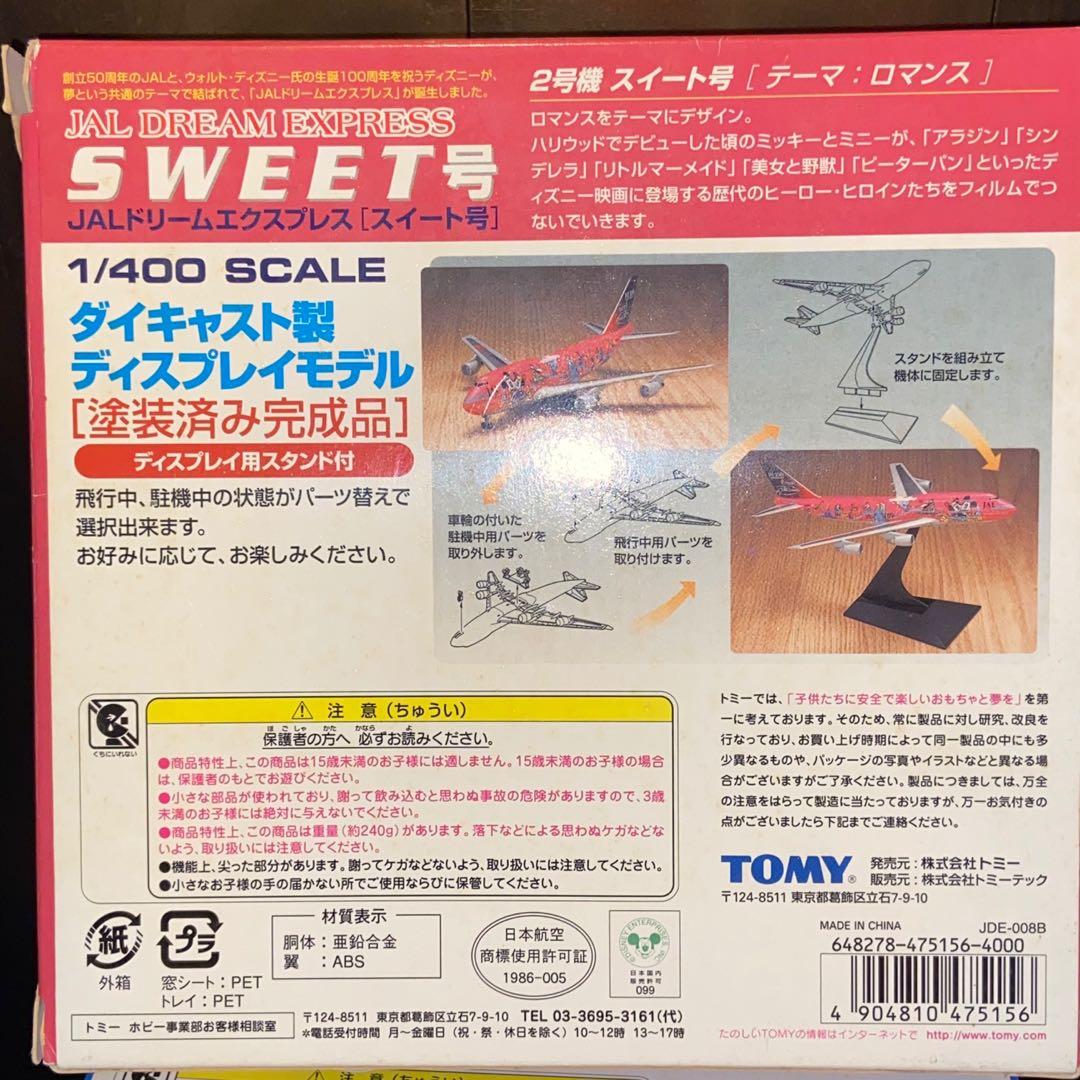 創立50周年のJALと、ウォルト・ディズニー氏の生誕100周年を祝うディズニーが、
夢という共通のテーマで結ばれて、「JALドリームエクスプレス」が誕生しました。
JAL DREAM EXPRESS
SWEET号
JALドリームエクスプレス[スイート号]
2号機 スイート号 [ テーマ:ロマンス ]
ロマンスをテーマにデザイン。
ハリウッドでデビューした頃のミッキーとミニーが、「アラジン」「シン
デレラ」「リトルマーメイド」「美女と野獣」「ピーターパン」といったデ
ィズニー映画に登場する歴代のヒーロー・ヒロインたちをフィルムでつ
ないでいきます。
1/400 SCALE
ダイキャスト製
ディスプレイモデル
[塗装済み完成品]
ディスプレイ用スタンド付
飛行中、駐機中の状態がパーツ替えで
選択出来ます。
お好みに応じて、お楽しみください。
スタンドを組み立て
機体に固定します。
車輪の付いた
駐機中用パーツを
取り外します。
飛行中用パーツを
取り付けます。
JAL
くちにいれない
注 意(ちゅうい)
保護者の方へ 必ずお読みください。
ほごしゃ かた かなら よ
●商品特性上、この商品は15歳未満のお子様には適しません。15歳未満のお子様の場合
は、保護者のもとでお遊びください。
●小さな部品が使われており、謝って飲み込むと思わぬ事故の危険がありますので、3歳
未満のお子様には絶対に与えないでください。
●商品特性上、この商品は重量(約240g)があります。落下などによる思わぬケガなどな
いよう、取り扱いには注意してください。
●機能上、尖った部分があります。謝ってケガなどないよう、取り扱いには注意してください。
●小さなお子様の手の届かない所でご使用ならびに保管してください。
トミーでは、「子供たちに安全で楽しいおもちゃと夢を」を第
一に考えております。そのため、常に製品に対し研究、改良を
行なっており、お買い上げ時期によって同一製品の中にも多
少異なるものや、パッケージの写真やイラストなどと異なる場
合がございますがご了承ください。製品につきましては、万全
の注意をはらって製造に当たっておりますが、万一お気付きの
点がございましたら下記までご連絡ください。
TOMY®
発売元:株式会社トミー
販売元:株式会社トミーテック
〒124-8511 東京都葛飾区立石7-9-10
紙
外箱
プラ
窓シート:PET
トレイ:PET
材質表示
胴体:亜鉛合金
翼:ABS
日本航空
商標使用許可証
1986-005
©DISNEY ENTERPRISES INC.
日本国内
販売許可
099
MADE IN CHINA
JDE-008B
648278-475156-4000
4 904810 475156
トミー ホビー事業部お客様相談室
〒124-8511 東京都葛飾区立石7-9-10 TEL 03-3695-3161(代)
*電話受付時間 月~金曜日(祝・祭・休日を除く) 10~12時 13~17時
たのしいTOMYの情報はインターネットで http://www.tomy.com
注 意(ちゅうい)